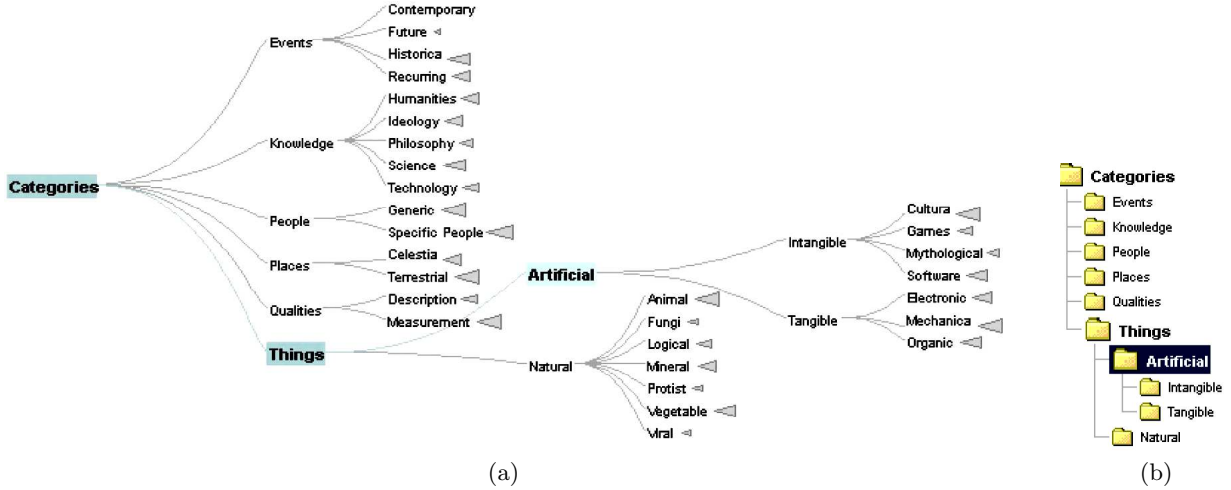 Contemporary
Future
Events
Historica
Recurring
Humanities
Ideology
Knowledge
Philosophy
Science
Technology
Categories
Generic
People
Specific People
Celestia
Places
Terrestrial
Description
Qualities
Measurement
Things
Artificial
Natural
Animal
Fungi
Logical
Mineral
Protist
Vegetable
Viral
Intangible
Cultura
Games
Mythological
Software
Tangible
Electronic
Mechanica
Organic
(a)
Categories
Events
Knowledge
People
Places
Qualities
Things
Artificial
Intangible
Tangible
Natural
(b)